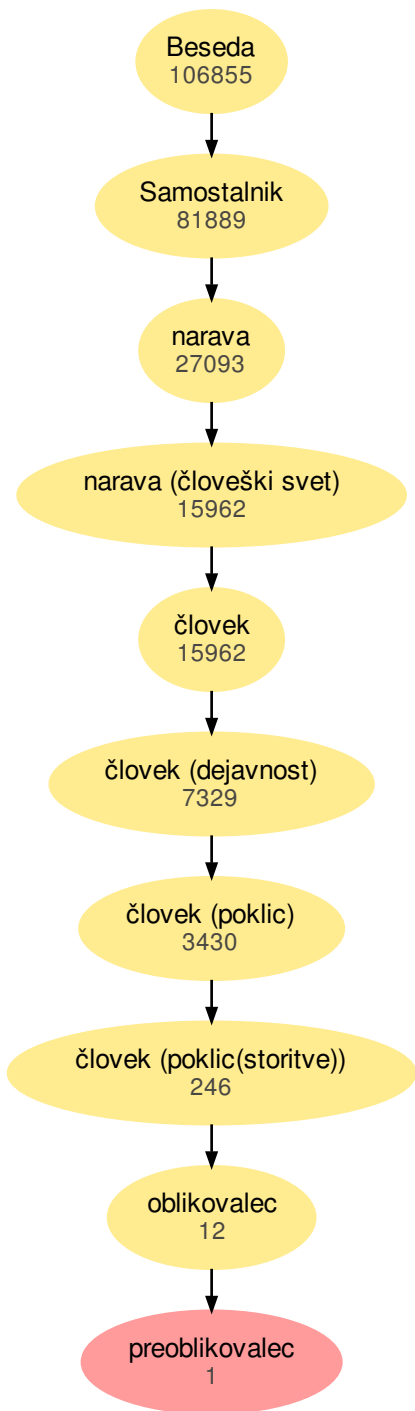 Beseda
106855
Samostalnik
81889
narava
27093
narava (človeški svet)
15962
človek
15962
človek (dejavnost)
7329
človek (poklic)
3430
človek (poklic(storitve))
246
oblikovalec
12
preoblikovalec
1